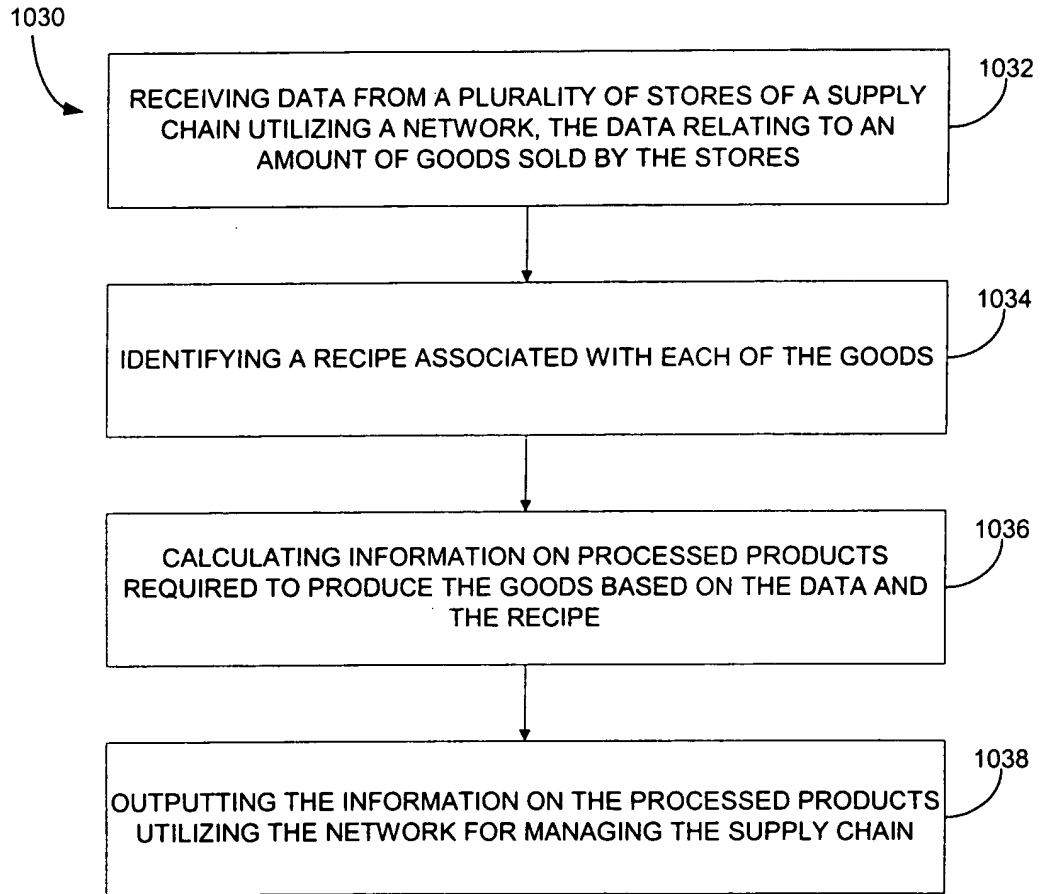 1030
1032
RECEIVING DATA FROM A PLURALITY OF STORES OF A SUPPLY
CHAIN UTILIZING A NETWORK, THE DATA RELATING TO AN
AMOUNT OF GOODS SOLD BY THE STORES
1034
IDENTIFYING A RECIPE ASSOCIATED WITH EACH OF THE GOODS
1036
CALCULATING INFORMATION ON PROCESSED PRODUCTS
REQUIRED TO PRODUCE THE GOODS BASED ON THE DATA AND
THE RECIPE
1038
OUTPUTTING THE INFORMATION ON THE PROCESSED PRODUCTS
UTILIZING THE NETWORK FOR MANAGING THE SUPPLY CHAIN